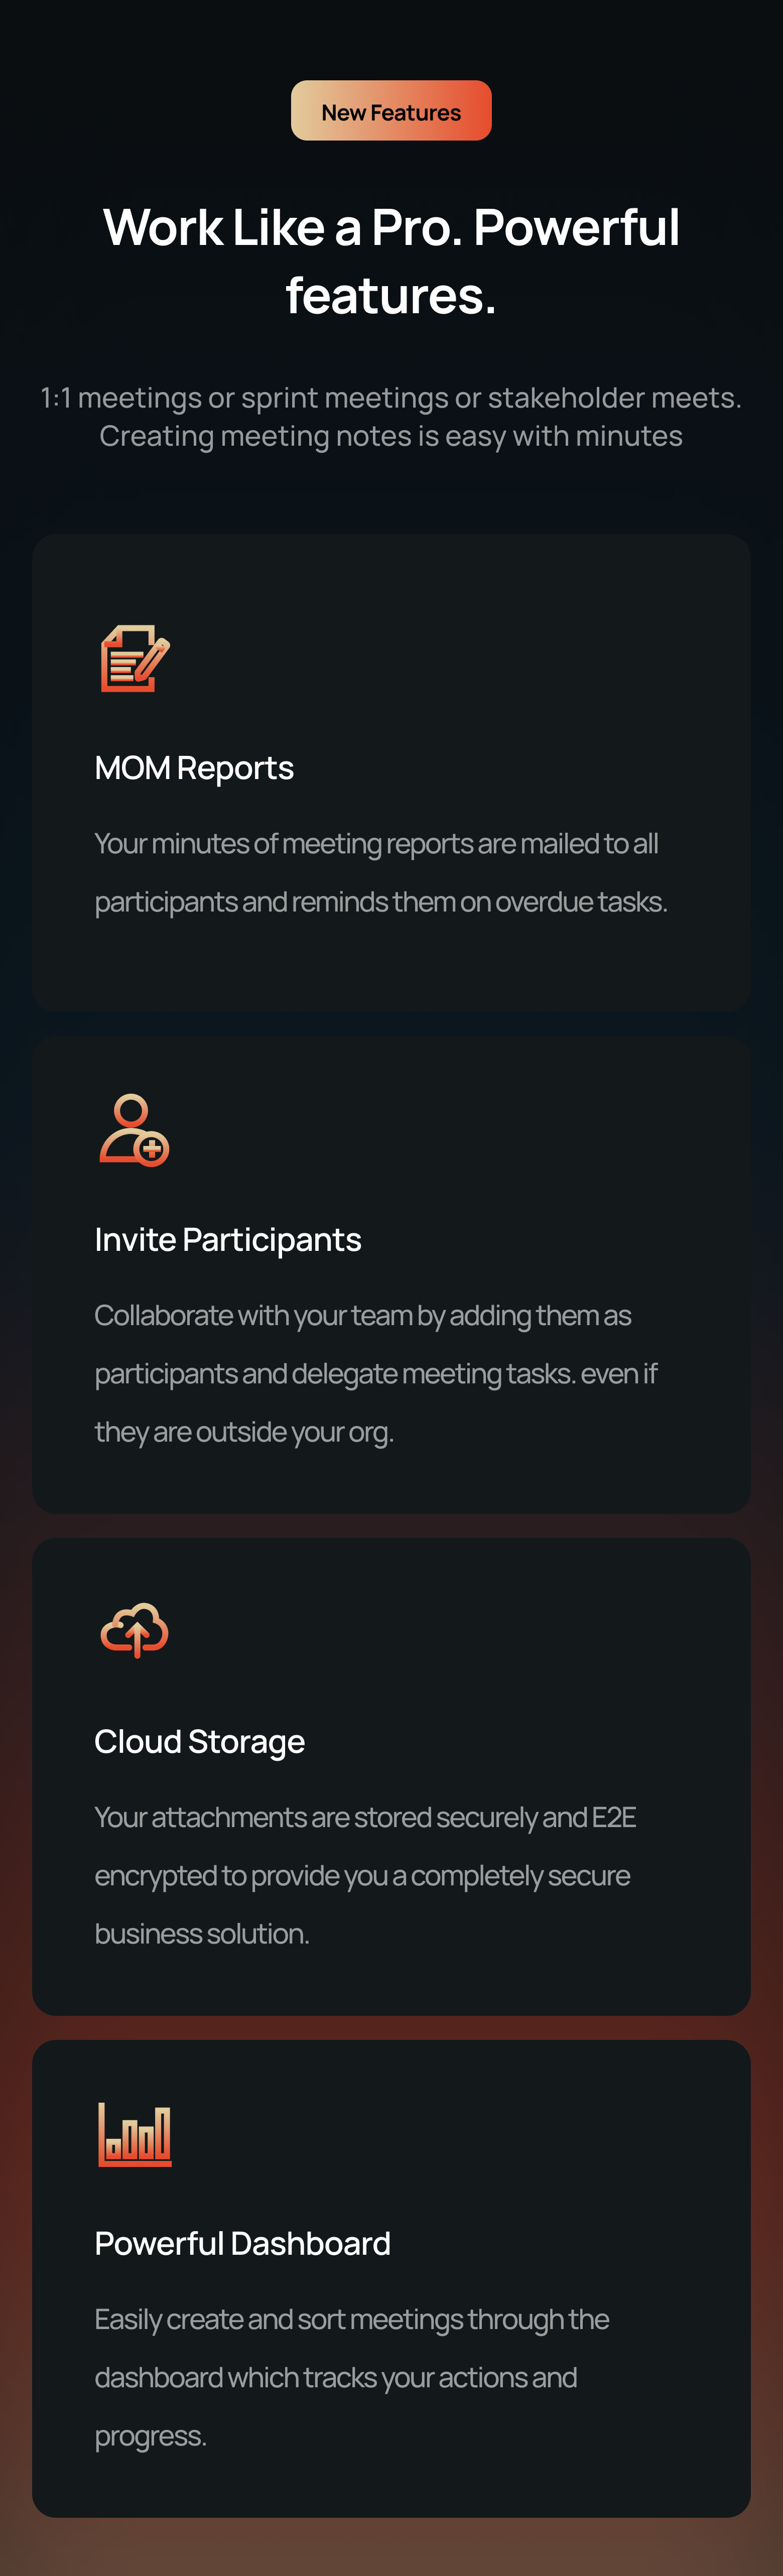 New Features
Work Like a Pro. Powerful
features.
1:1 meetings or sprint meetings or stakeholder meets.
Creating meeting notes is easy with minutes
MOM Reports
Your minutes of meeting reports are mailed to all
participants and reminds them on overdue tasks.
Invite Participants
Collaborate with your team by adding them as
participants and delegate meeting tasks. even if
they are outside your org.
Cloud Storage
Your attachments are stored securely and E2E
encrypted to provide you a completely secure
business solution.
Powerful Dashboard
Easily create and sort meetings through the
dashboard which tracks your actions and
progress.